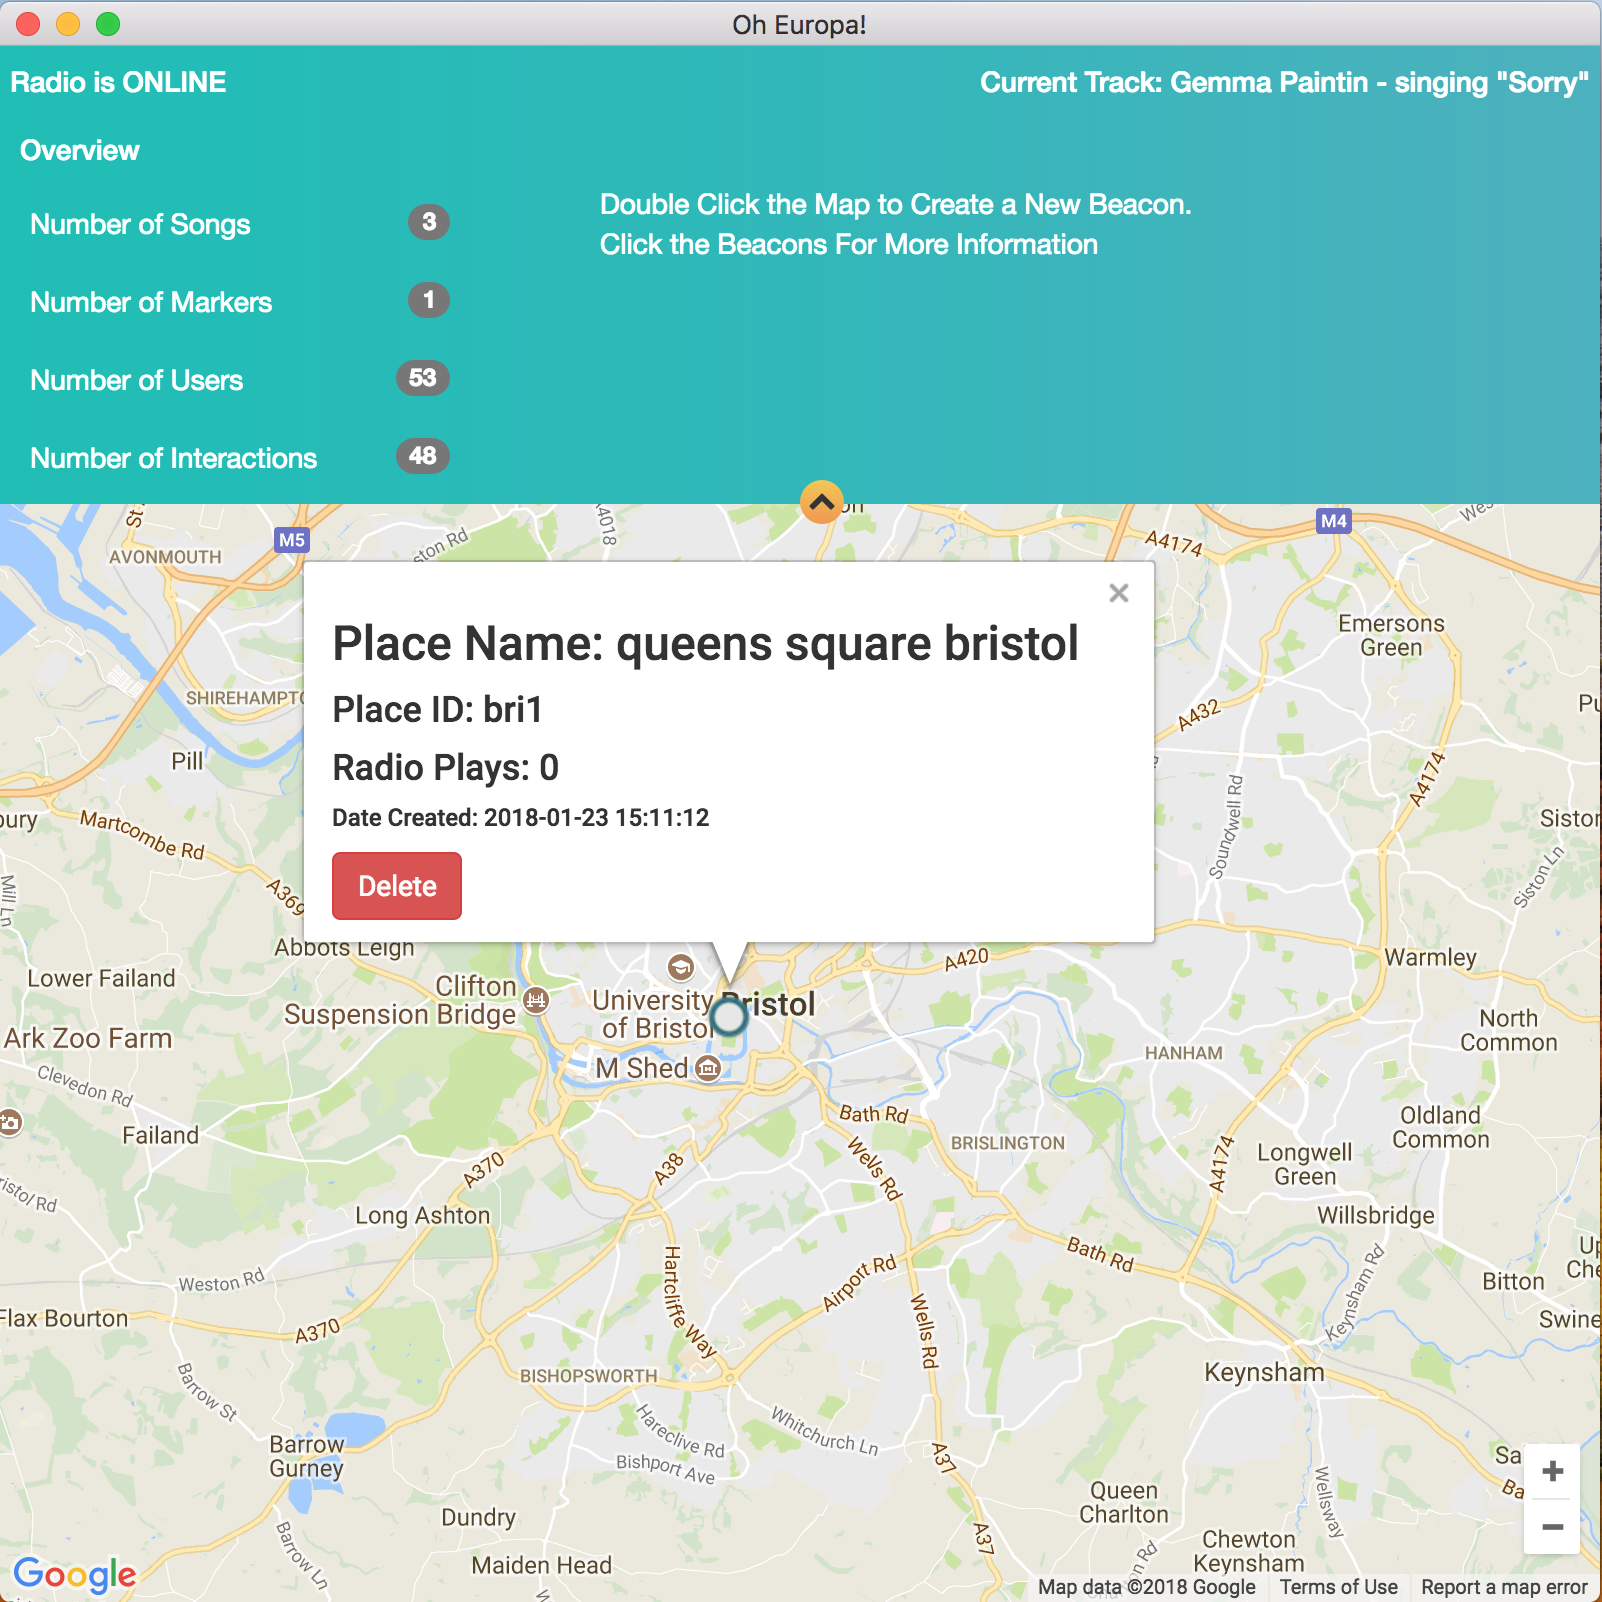 Oh Europa!
Radio is ONLINE
Current Track: Gemma Paintin - singing "Sorry"
Overview
Number of Songs 3
Double Click the Map to Create a New Beacon.
Click the Beacons For More Information
Number of Markers 1
Number of Users 53
Number of Interactions 48
M5
M4
AVONMOUTH
4018
ston Rd
A4174
Place Name: queens square bristol
Place ID: bri1
Radio Plays: 0
Date Created: 2018-01-23 15:11:12
Delete
Emersons
Green
SHIREHAMPTO
A432
Pill
A4174
Soundwell Rd
Martcombe Rd
bury
Siston Ln
Mill Ln
A369
Abbots Leigh
A420
Warmley
Lower Failand
Clifton
Suspension Bridge
University
of Bristol
Bristol
M Shed
Ark Zoo Farm
North
Common
HANHAM
Clevedon Rd
Failand
Bath Rd
BRISLINGTON
Oldland
Common
Longwell
Green
A4174
A370
A38
Wells Rd
Long Ashton
Willsbridge
Hartcliffe Way
Airport Rd
Bath Rd
Weston Rd
Keynsham Rd
Bitton
Flax Bourton
A370
Wells Rd
Swine
BISHOPSWORTH
Keynsham
Barrow St
Hareclive Rd
Whitchurch Ln
Bishport Ave
Barrow
Gurney
A37
Wellsway
Queen
Charlton
Dundry
Barrow Ln
A37
Chewton
Keynsham
Maiden Head
Google
Map data ©2018 Google
Terms of Use
Report a map error